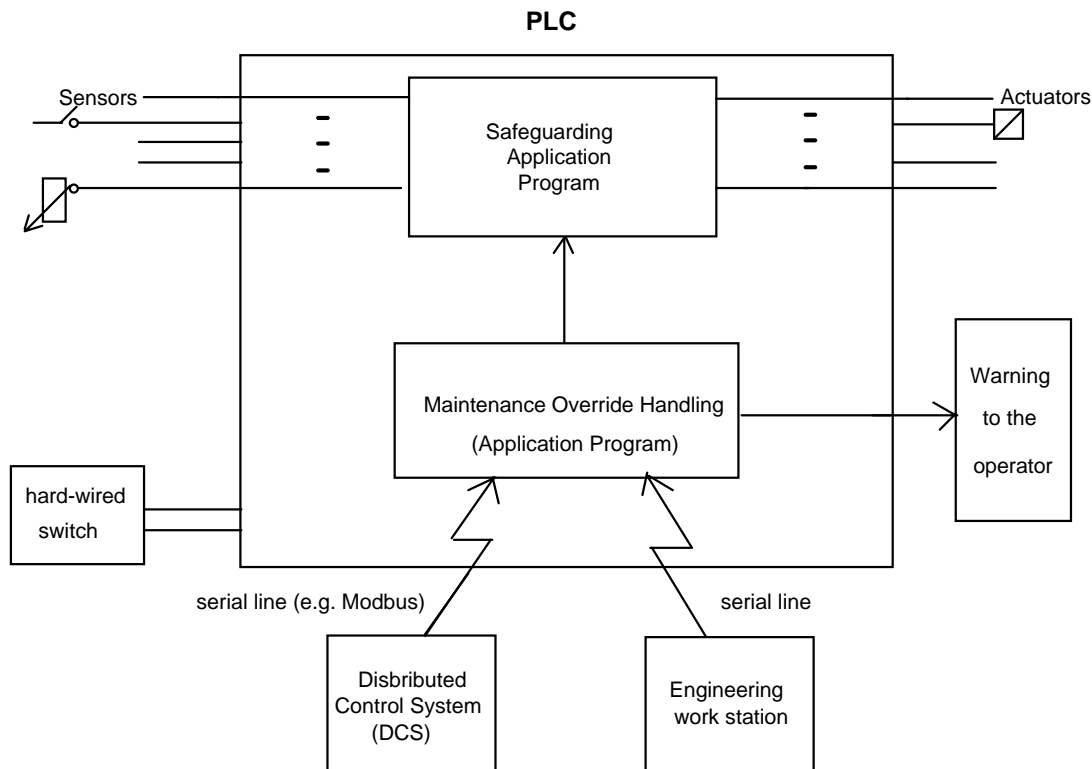 PLC
Sensors
Actuators
Safeguarding
Application
Program
Maintenance Override Handling
(Application Program)
Warning
to the
operator
hard-wired
switch
serial line (e.g. Modbus)
serial line
Disbributed
Control System
(DCS)
Engineering
work station